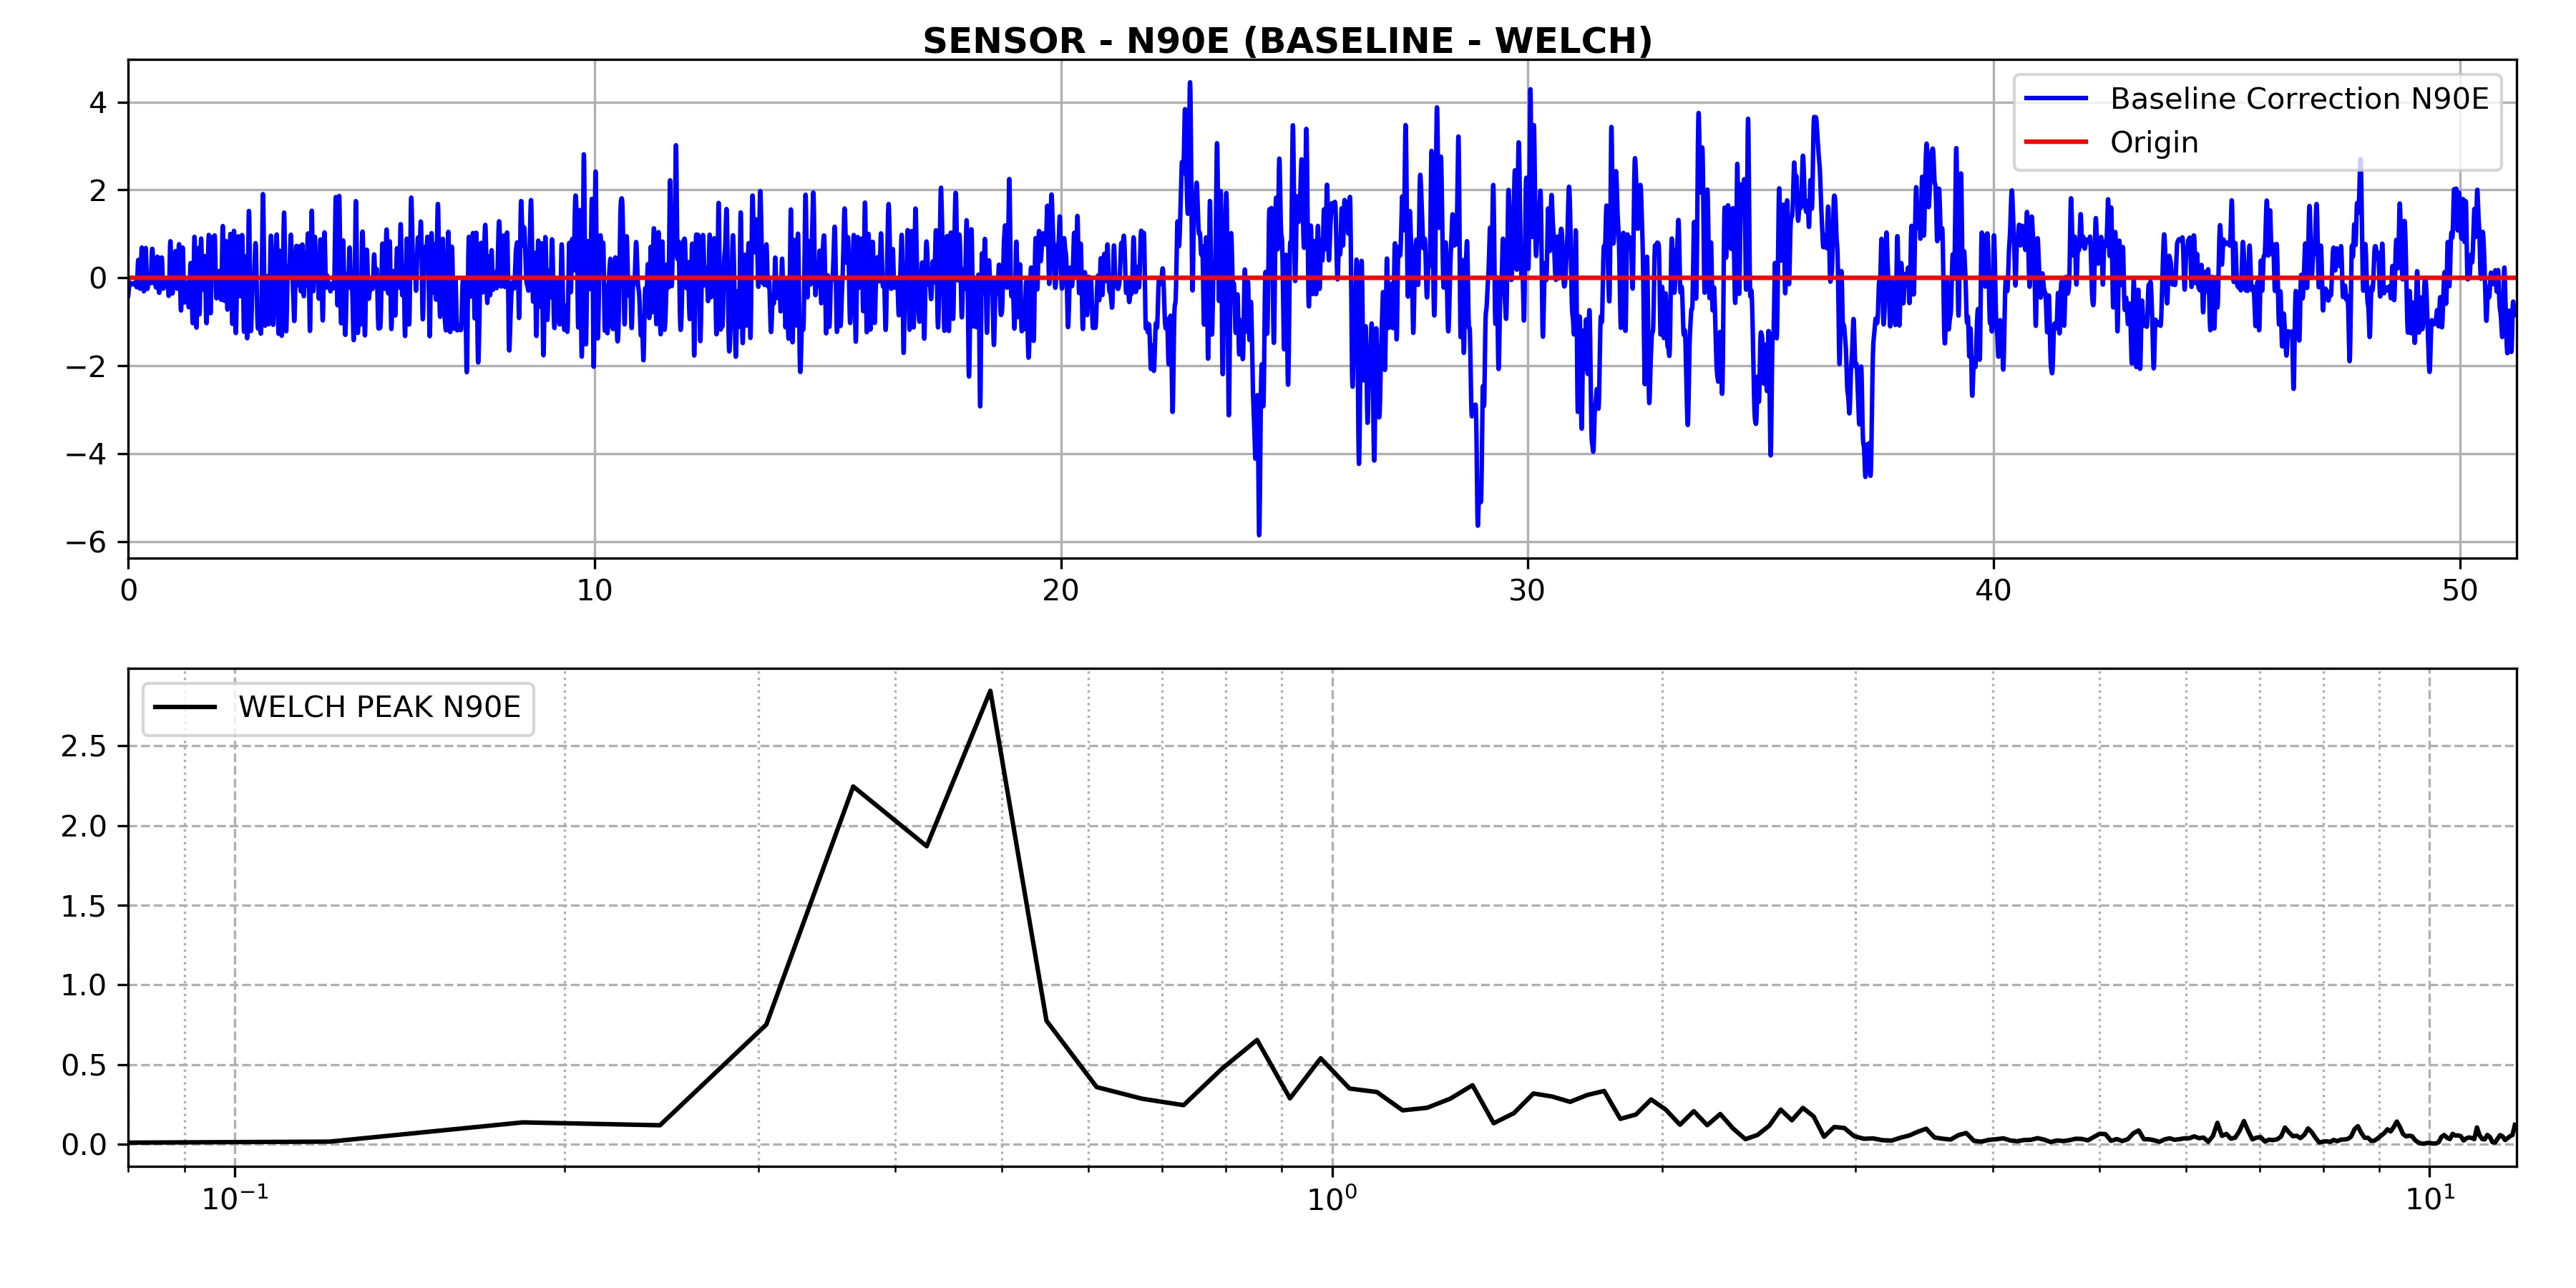 SENSOR - N90E (BASELINE - WELCH)
4
2
0
−2
−4
−6
Baseline Correction N90E
Origin
0 10 20 30 40 50
WELCH PEAK N90E
2.5
2.0
1.5
1.0
0.5
0.0
10⁻¹ 10⁰ 10¹